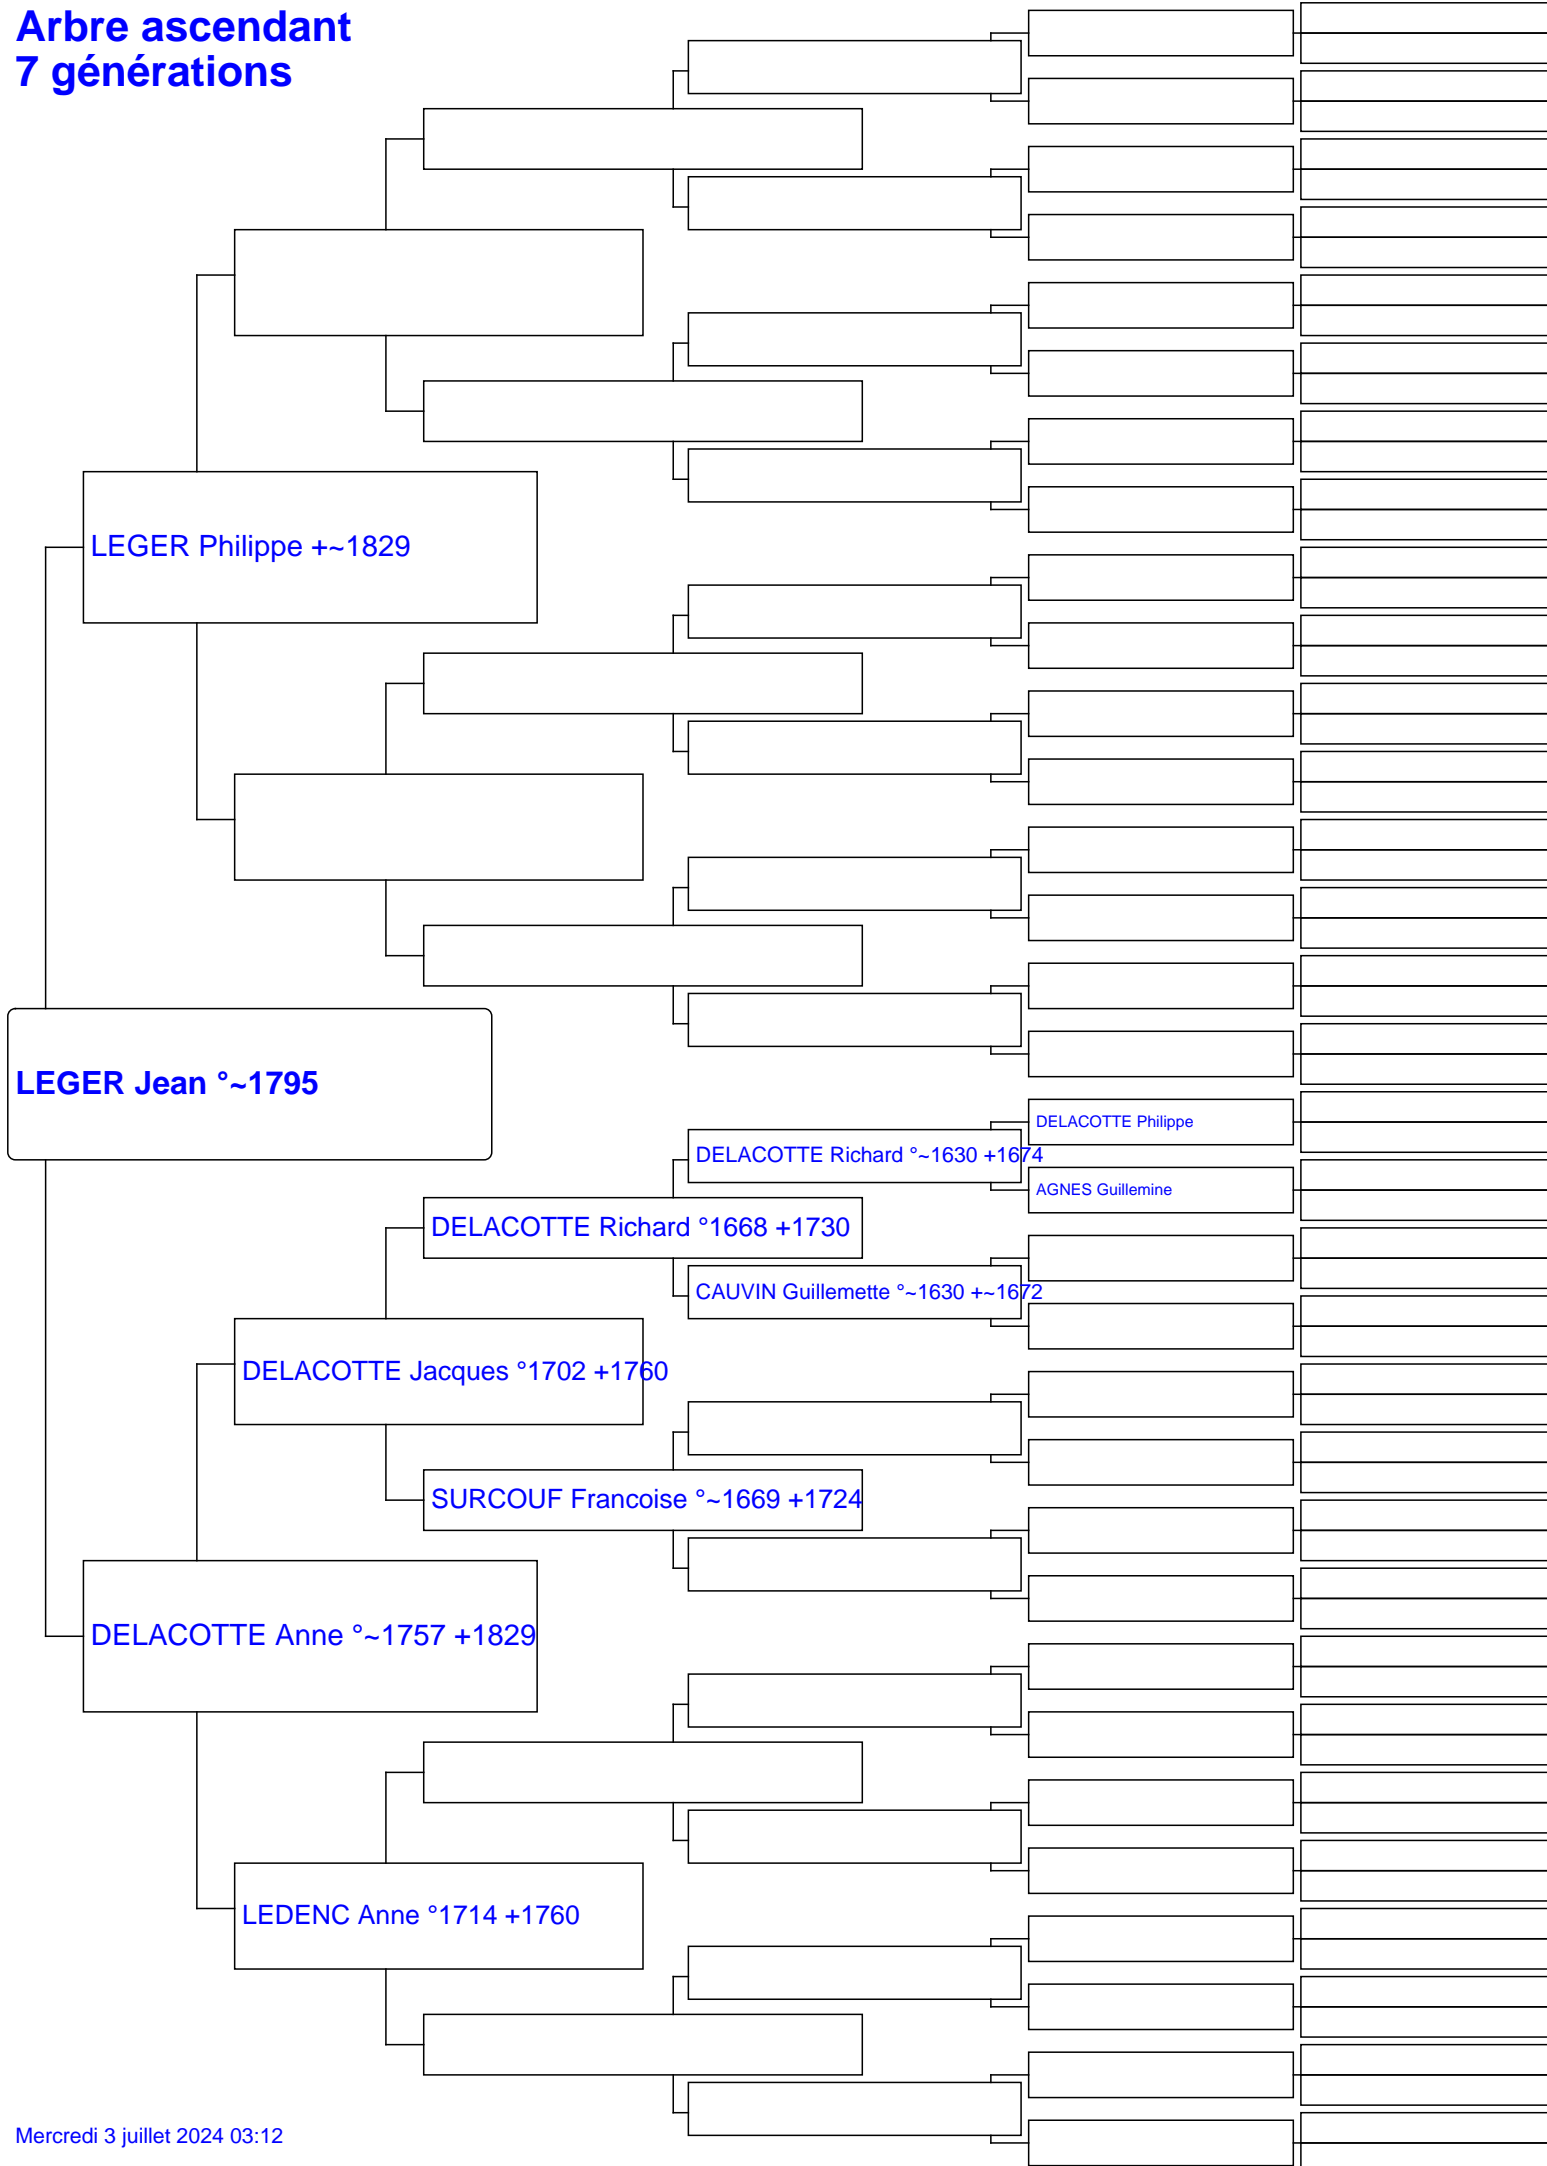 Arbre ascendant
7 générations
LEGER Philippe +~1829
LEGER Jean °~1795
DELACOTTE Philippe
DELACOTTE Richard °~1630 +1674
AGNES Guillemine
DELACOTTE Richard °1668 +1730
CAUVIN Guillemette °~1630 +~1672
DELACOTTE Jacques °1702 +1760
SURCOUF Francoise °~1669 +1724
DELACOTTE Anne °~1757 +1829
LEDENC Anne °1714 +1760
Mercredi 3 juillet 2024 03:12